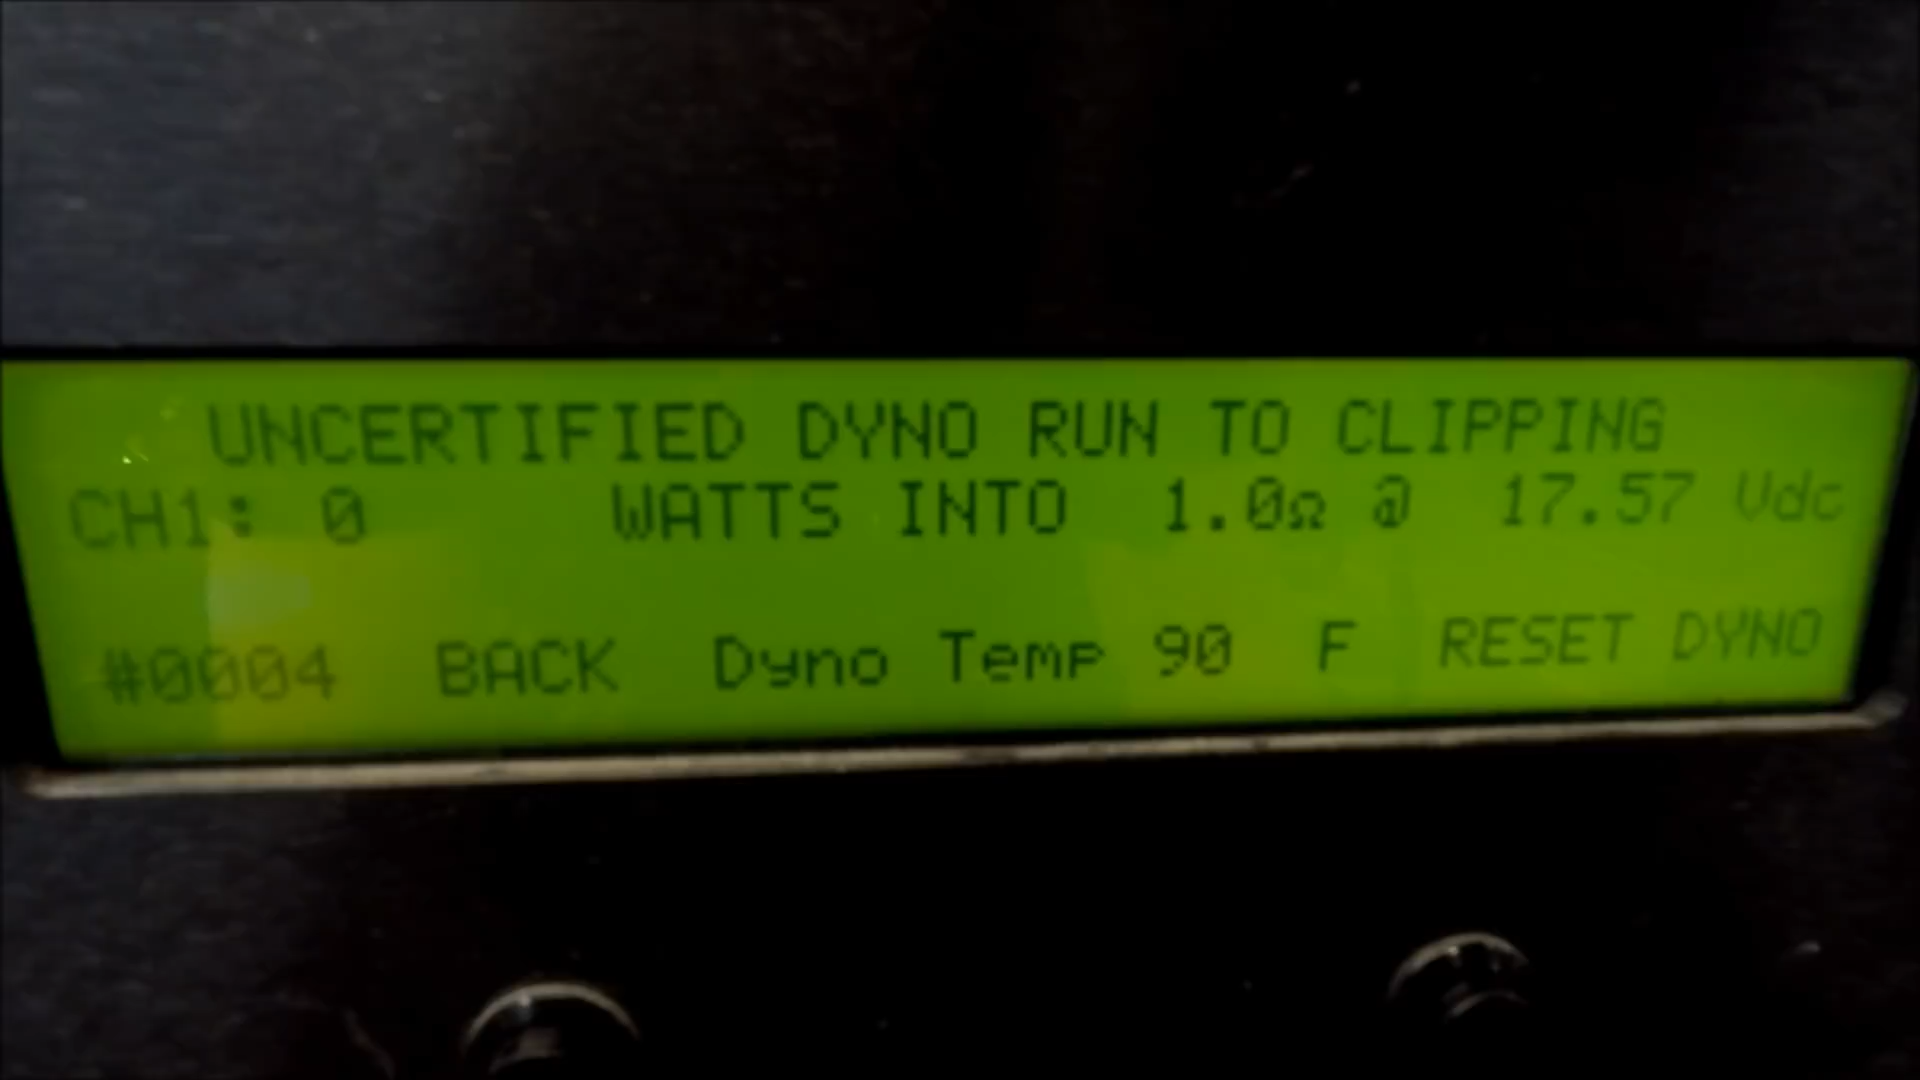 UNCERTIFIED DYNO RUN TO CLIPPING
CH1: 0 WATTS INTO 1.0Ω @ 17.57 Vdc
#0004 BACK Dyno Temp 90 F RESET DYNO